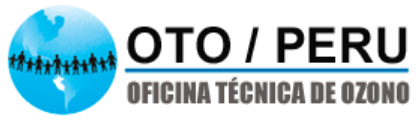 OTO / PERU
OFICINA TÉCNICA DE OZONO